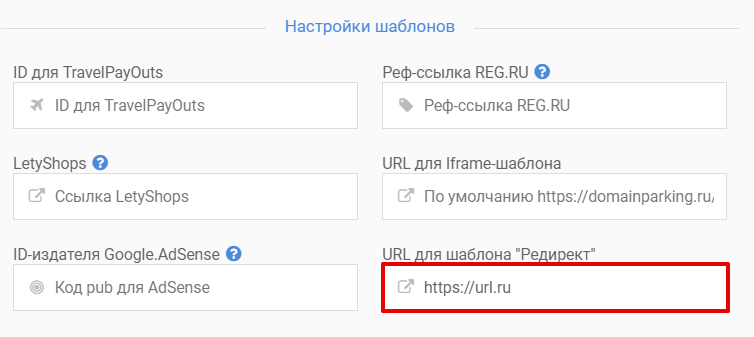 Настройки шаблонов
ID для TravelPayOuts
Реф-ссылка REG.RU ?
ID для TravelPayOuts
Реф-ссылка REG.RU
LetyShops ?
URL для Iframe-шаблона
Ссылка LetyShops
По умолчанию https://domainparking.ru/
ID-издателя Google.AdSense ?
URL для шаблона "Редирект"
Код pub для AdSense
https://url.ru